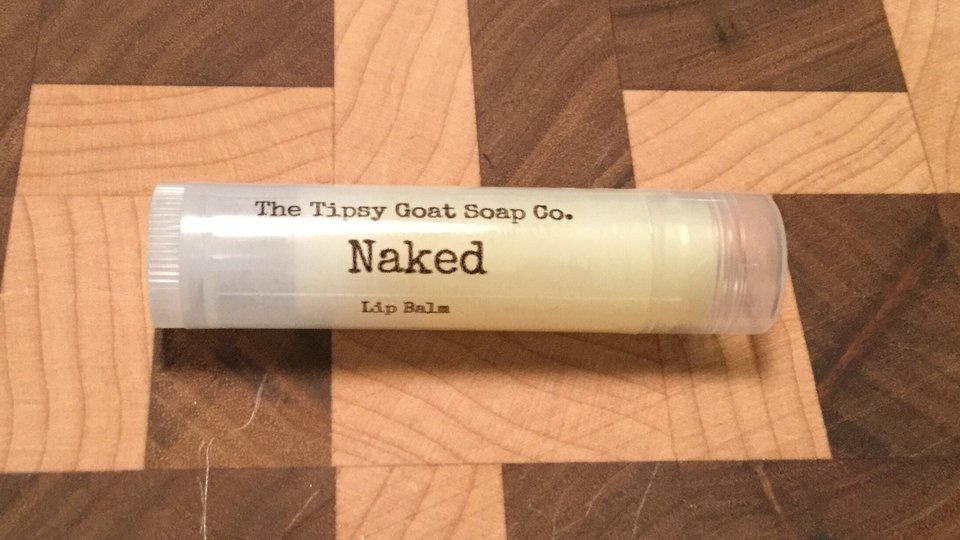 The Tipsy Goat Soap Co.
Naked
Lip Balm